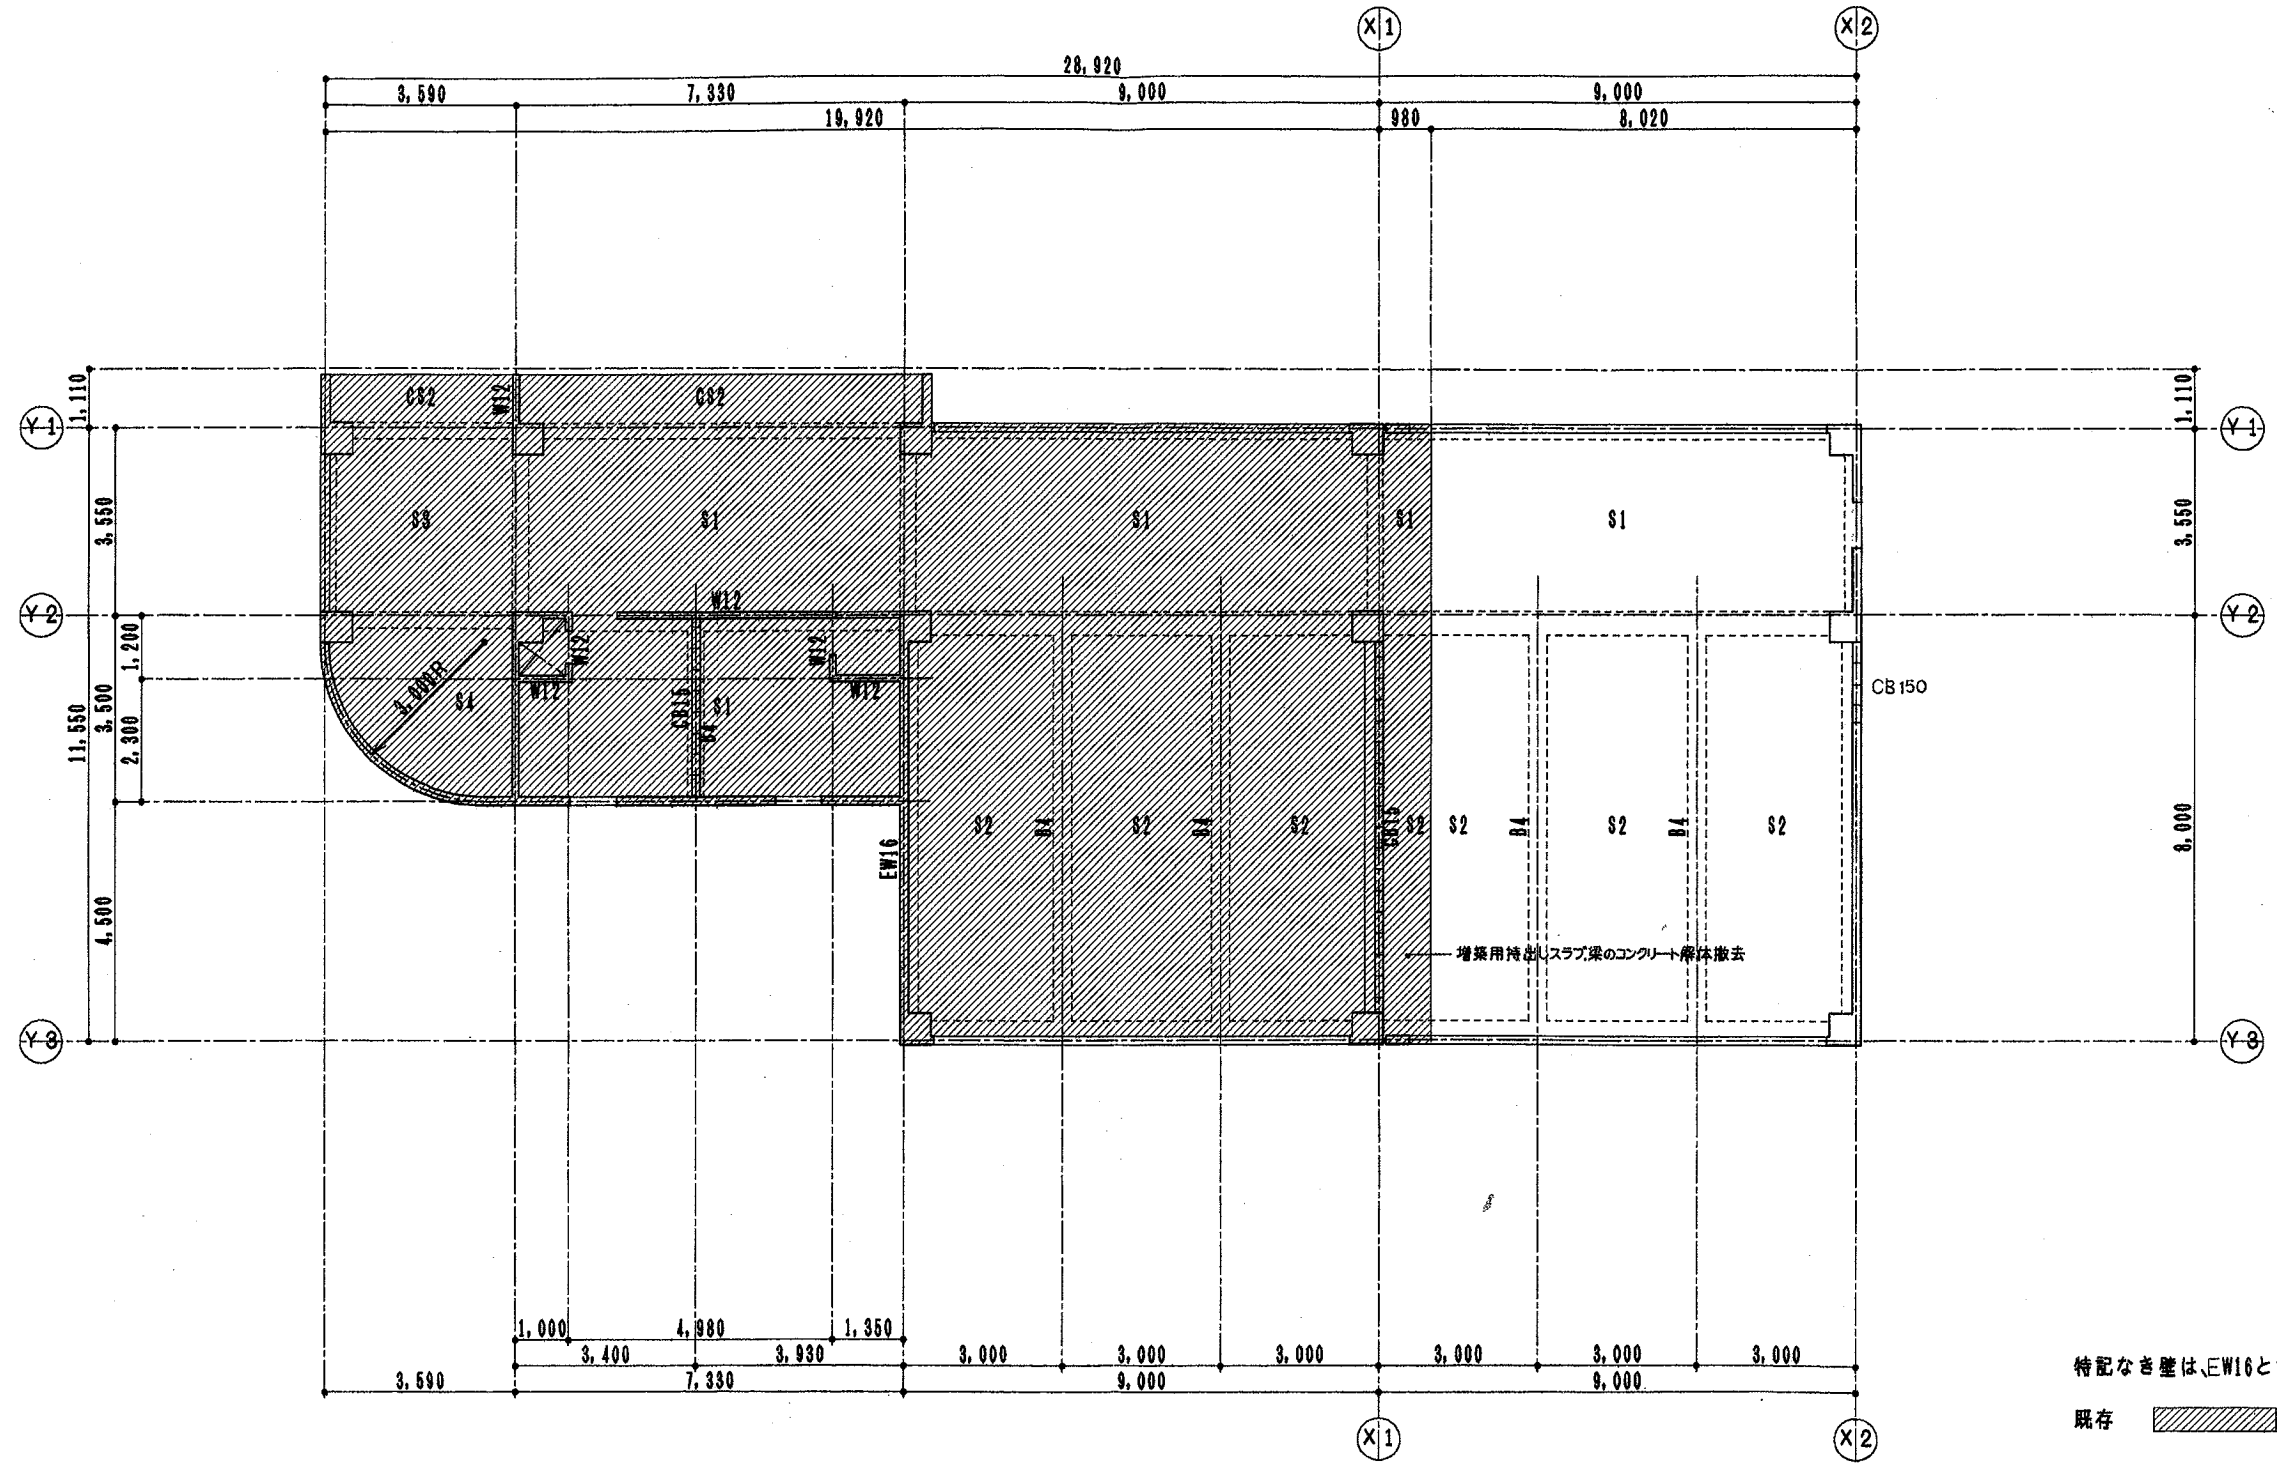 X1
X2
28,920
3,590
7,330
9,000
9,000
19,920
980
8,020
1,110
1,110
CS2
W12
CS2
Y1
Y1
3,550
S3
S1
S1
S1
S1
3,550
Y2
W12
Y2
1,200
W12
W12
3,000R
S4
W12
CB15
S1
B4
W12
CB150
11,550
3,500
2,300
S2
B4
S2
B4
S2
CB15
S2
S2
B4
S2
B4
S2
8,000
EW16
4,500
増築用持出しスラブ,梁のコンクリート解体撤去
Y3
Y3
1,000
4,980
1,350
3,400
3,930
3,000
3,000
3,000
3,000
3,000
3,000
3,590
7,330
9,000
9,000
特記なき壁は、EW16と
既存
X1
X2